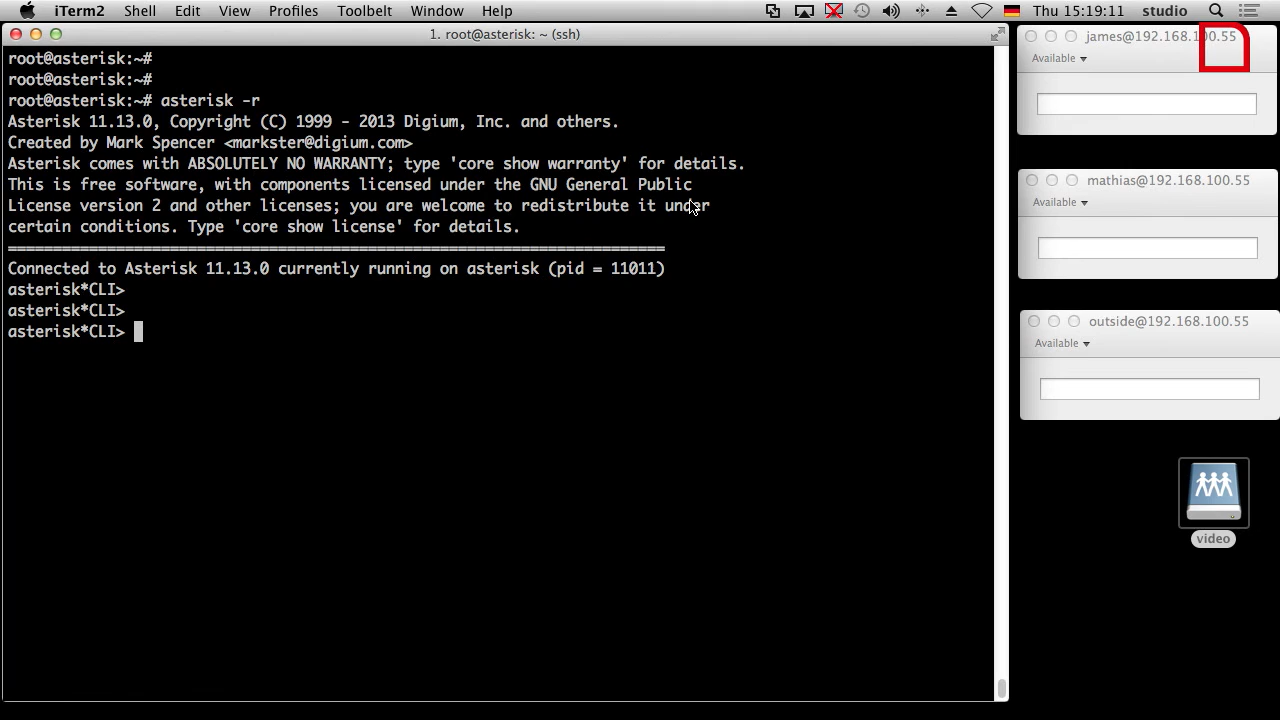 iTerm2 Shell Edit View Profiles Toolbelt Window Help Thu 15:19:11 studio
1. root@asterisk: ~ (ssh)
root@asterisk:~#
root@asterisk:~#
root@asterisk:~# asterisk -r
Asterisk 11.13.0, Copyright (C) 1999 - 2013 Digium, Inc. and others.
Created by Mark Spencer <markster@digium.com>
Asterisk comes with ABSOLUTELY NO WARRANTY; type 'core show warranty' for details.
This is free software, with components licensed under the GNU General Public
License version 2 and other licenses; you are welcome to redistribute it under
certain conditions. Type 'core show license' for details.
=========================================================================
Connected to Asterisk 11.13.0 currently running on asterisk (pid = 11011)
asterisk*CLI>
asterisk*CLI>
asterisk*CLI>
james@192.168.100.55
Available
mathias@192.168.100.55
Available
outside@192.168.100.55
Available
video